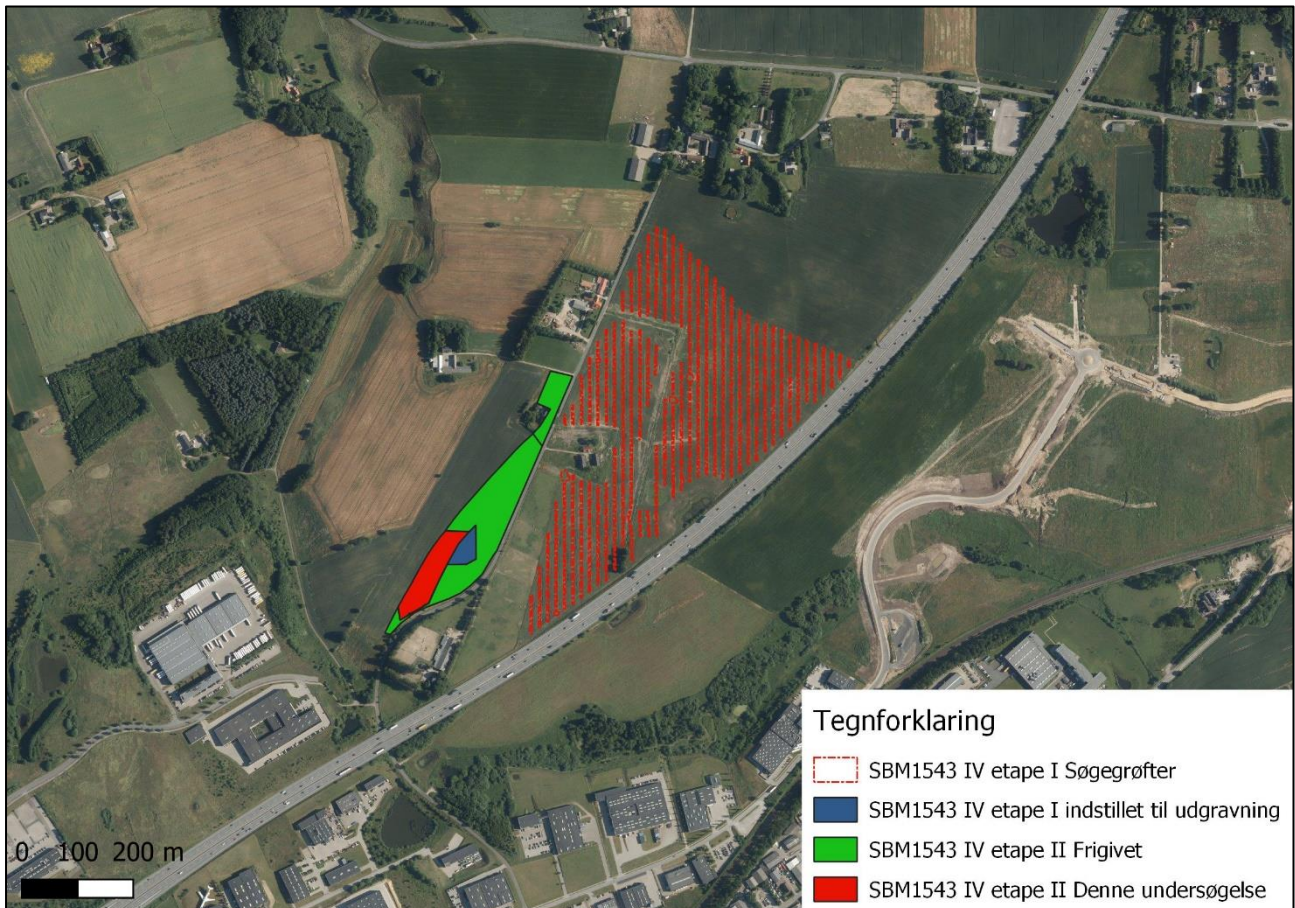 Tegnforklaring
SBM1543 IV etape I Søgegrøfter
SBM1543 IV etape I indstillet til udgravning
SBM1543 IV etape II Frigivet
SBM1543 IV etape II Denne undersøgelse
0 100 200 m